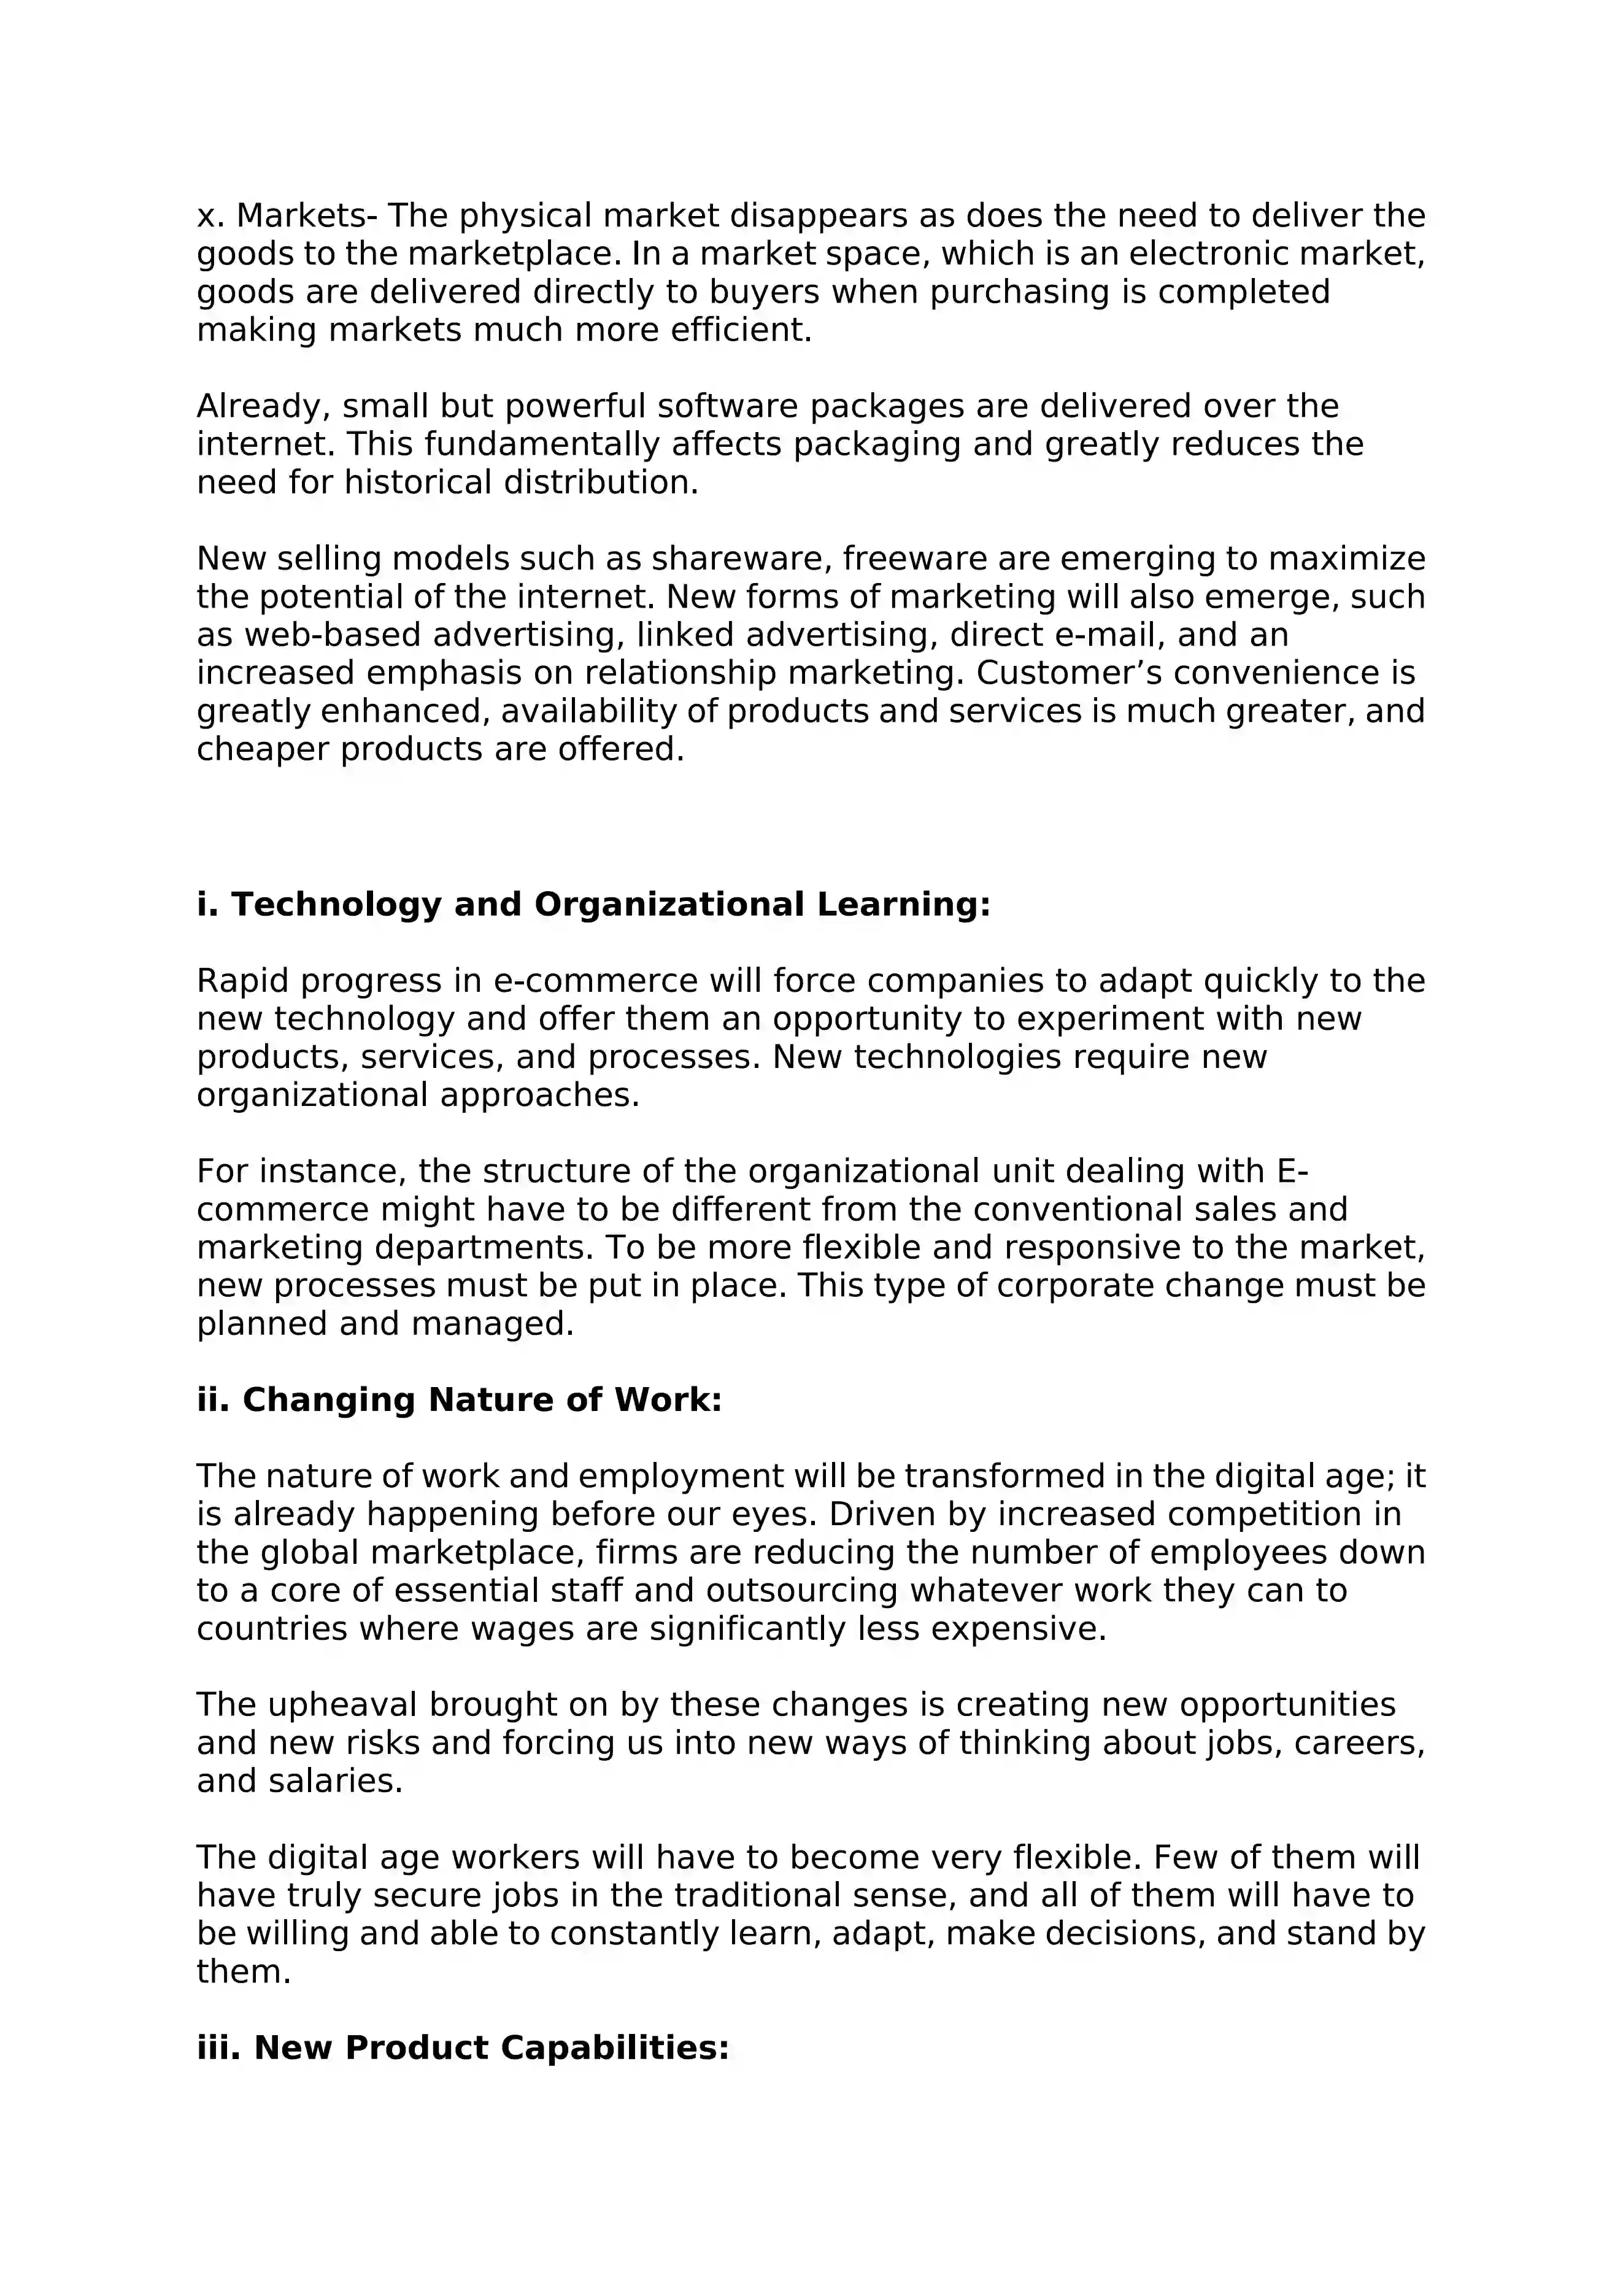 x. Markets- The physical market disappears as does the need to deliver the
goods to the marketplace. In a market space, which is an electronic market,
goods are delivered directly to buyers when purchasing is completed
making markets much more efficient.
Already, small but powerful software packages are delivered over the
internet. This fundamentally affects packaging and greatly reduces the
need for historical distribution.
New selling models such as shareware, freeware are emerging to maximize
the potential of the internet. New forms of marketing will also emerge, such
as web-based advertising, linked advertising, direct e-mail, and an
increased emphasis on relationship marketing. Customer’s convenience is
greatly enhanced, availability of products and services is much greater, and
cheaper products are offered.
i. Technology and Organizational Learning:
Rapid progress in e-commerce will force companies to adapt quickly to the
new technology and offer them an opportunity to experiment with new
products, services, and processes. New technologies require new
organizational approaches.
For instance, the structure of the organizational unit dealing with E-
commerce might have to be different from the conventional sales and
marketing departments. To be more flexible and responsive to the market,
new processes must be put in place. This type of corporate change must be
planned and managed.
ii. Changing Nature of Work:
The nature of work and employment will be transformed in the digital age; it
is already happening before our eyes. Driven by increased competition in
the global marketplace, firms are reducing the number of employees down
to a core of essential staff and outsourcing whatever work they can to
countries where wages are significantly less expensive.
The upheaval brought on by these changes is creating new opportunities
and new risks and forcing us into new ways of thinking about jobs, careers,
and salaries.
The digital age workers will have to become very flexible. Few of them will
have truly secure jobs in the traditional sense, and all of them will have to
be willing and able to constantly learn, adapt, make decisions, and stand by
them.
iii. New Product Capabilities: